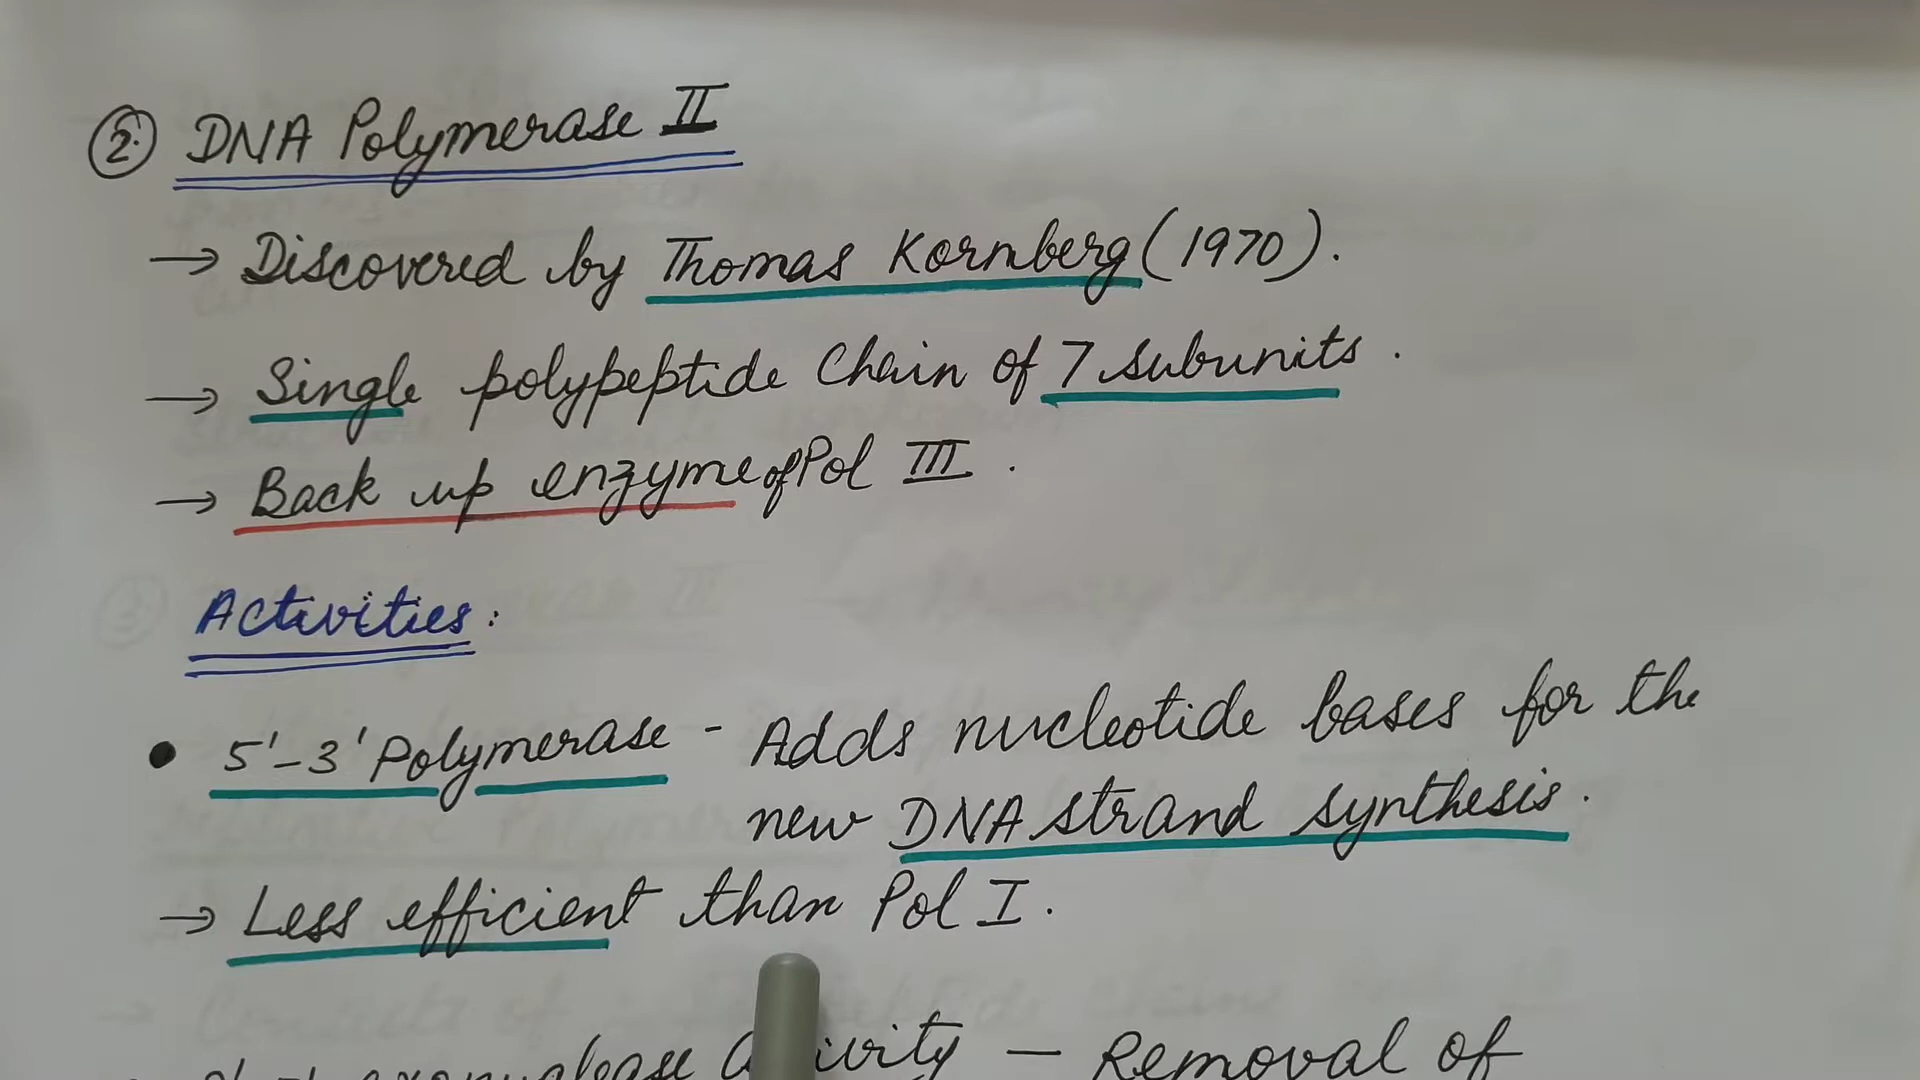 ② DNA Polymerase II
→ Discovered by Thomas Kornberg (1970).
→ Single polypeptide Chain of 7 subunits.
→ Back up enzyme of Pol III.
Activities:
• 5'-3' Polymerase - Adds nucleotide bases for the
new DNA strand synthesis.
→ Less efficient than Pol I.
— Removal of